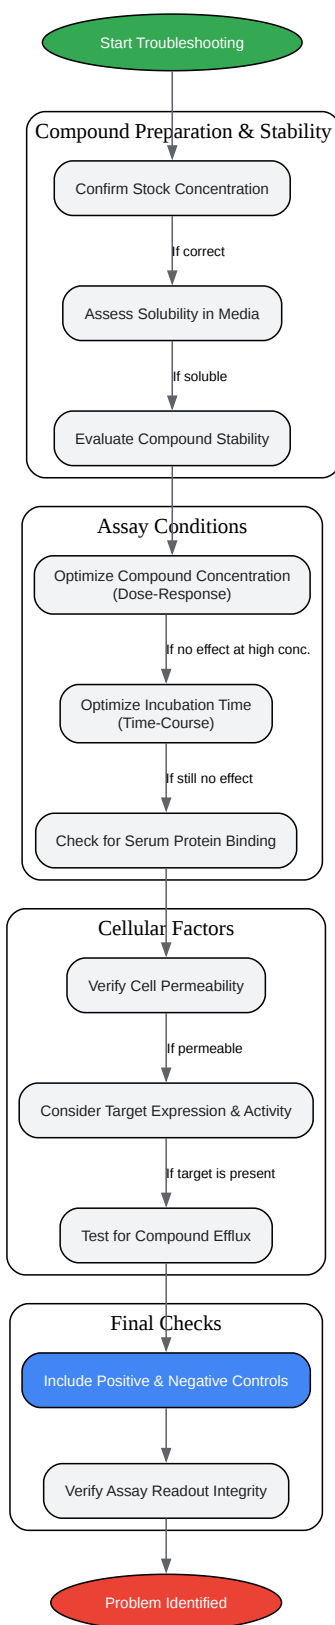 Start Troubleshooting
Compound Preparation & Stability
Confirm Stock Concentration
If correct
Assess Solubility in Media
If soluble
Evaluate Compound Stability
Assay Conditions
Optimize Compound Concentration
(Dose-Response)
If no effect at high conc.
Optimize Incubation Time
(Time-Course)
If still no effect
Check for Serum Protein Binding
Cellular Factors
Verify Cell Permeability
If permeable
Consider Target Expression & Activity
If target is present
Test for Compound Efflux
Final Checks
Include Positive & Negative Controls
Verify Assay Readout Integrity
Problem Identified